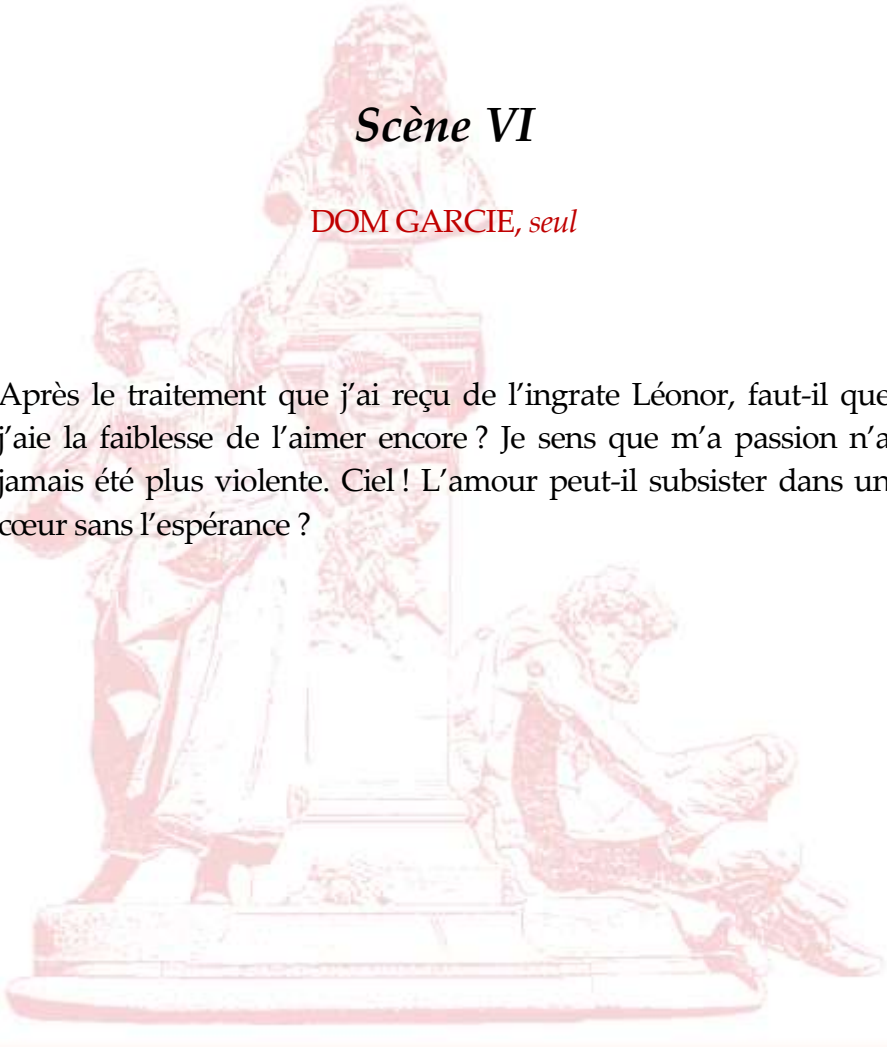 Scène VI
DOM GARCIE, seul
Après le traitement que j’ai reçu de l’ingrate Léonor, faut-il que
j’aie la faiblesse de l’aimer encore ? Je sens que m’a passion n’a
jamais été plus violente. Ciel ! L’amour peut-il subsister dans un
cœur sans l’espérance ?